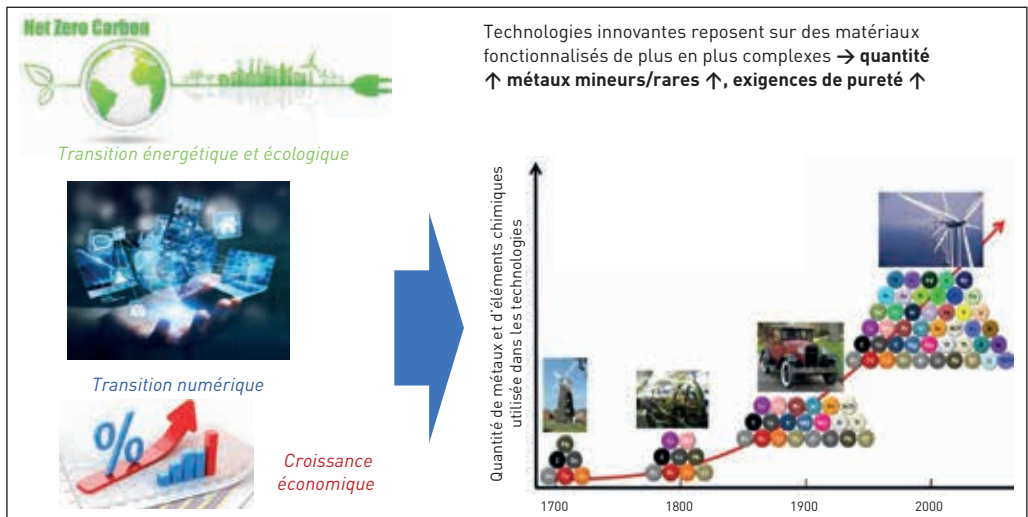 Net Zero Carbon
Transition énergétique et écologique
Transition numérique
%
Croissance
économique
Technologies innovantes reposent sur des matériaux
fonctionnalisés de plus en plus complexes → quantité
↑ métaux mineurs/rares ↑, exigences de pureté ↑
Quantité de métaux et d'éléments chimiques
utilisée dans les technologies
1700 1800 1900 2000